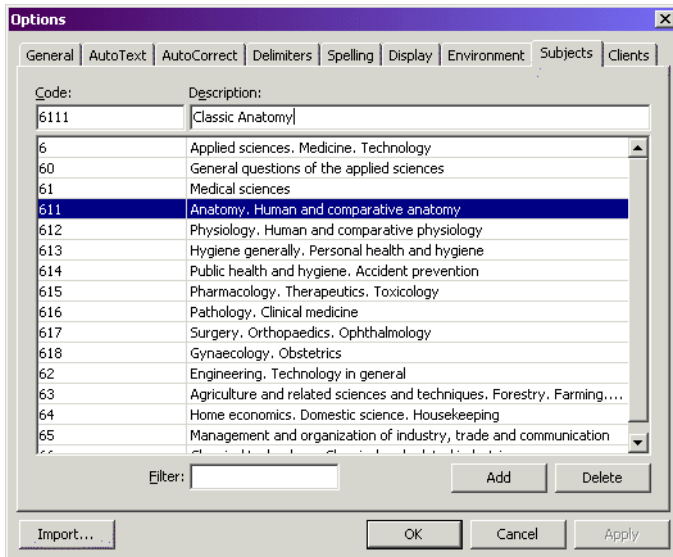 Options
General AutoText AutoCorrect Delimiters Spelling Display Environment Subjects Clients
Code: Description:
6111 Classic Anatomy
6 Applied sciences. Medicine. Technology
60 General questions of the applied sciences
61 Medical sciences
611 Anatomy. Human and comparative anatomy
612 Physiology. Human and comparative physiology
613 Hygiene generally. Personal health and hygiene
614 Public health and hygiene. Accident prevention
615 Pharmacology. Therapeutics. Toxicology
616 Pathology. Clinical medicine
617 Surgery. Orthopaedics. Ophthalmology
618 Gynaecology. Obstetrics
62 Engineering. Technology in general
63 Agriculture and related sciences and techniques. Forestry. Farming....
64 Home economics. Domestic science. Housekeeping
65 Management and organization of industry, trade and communication
Filter: Add Delete
Import... OK Cancel Apply